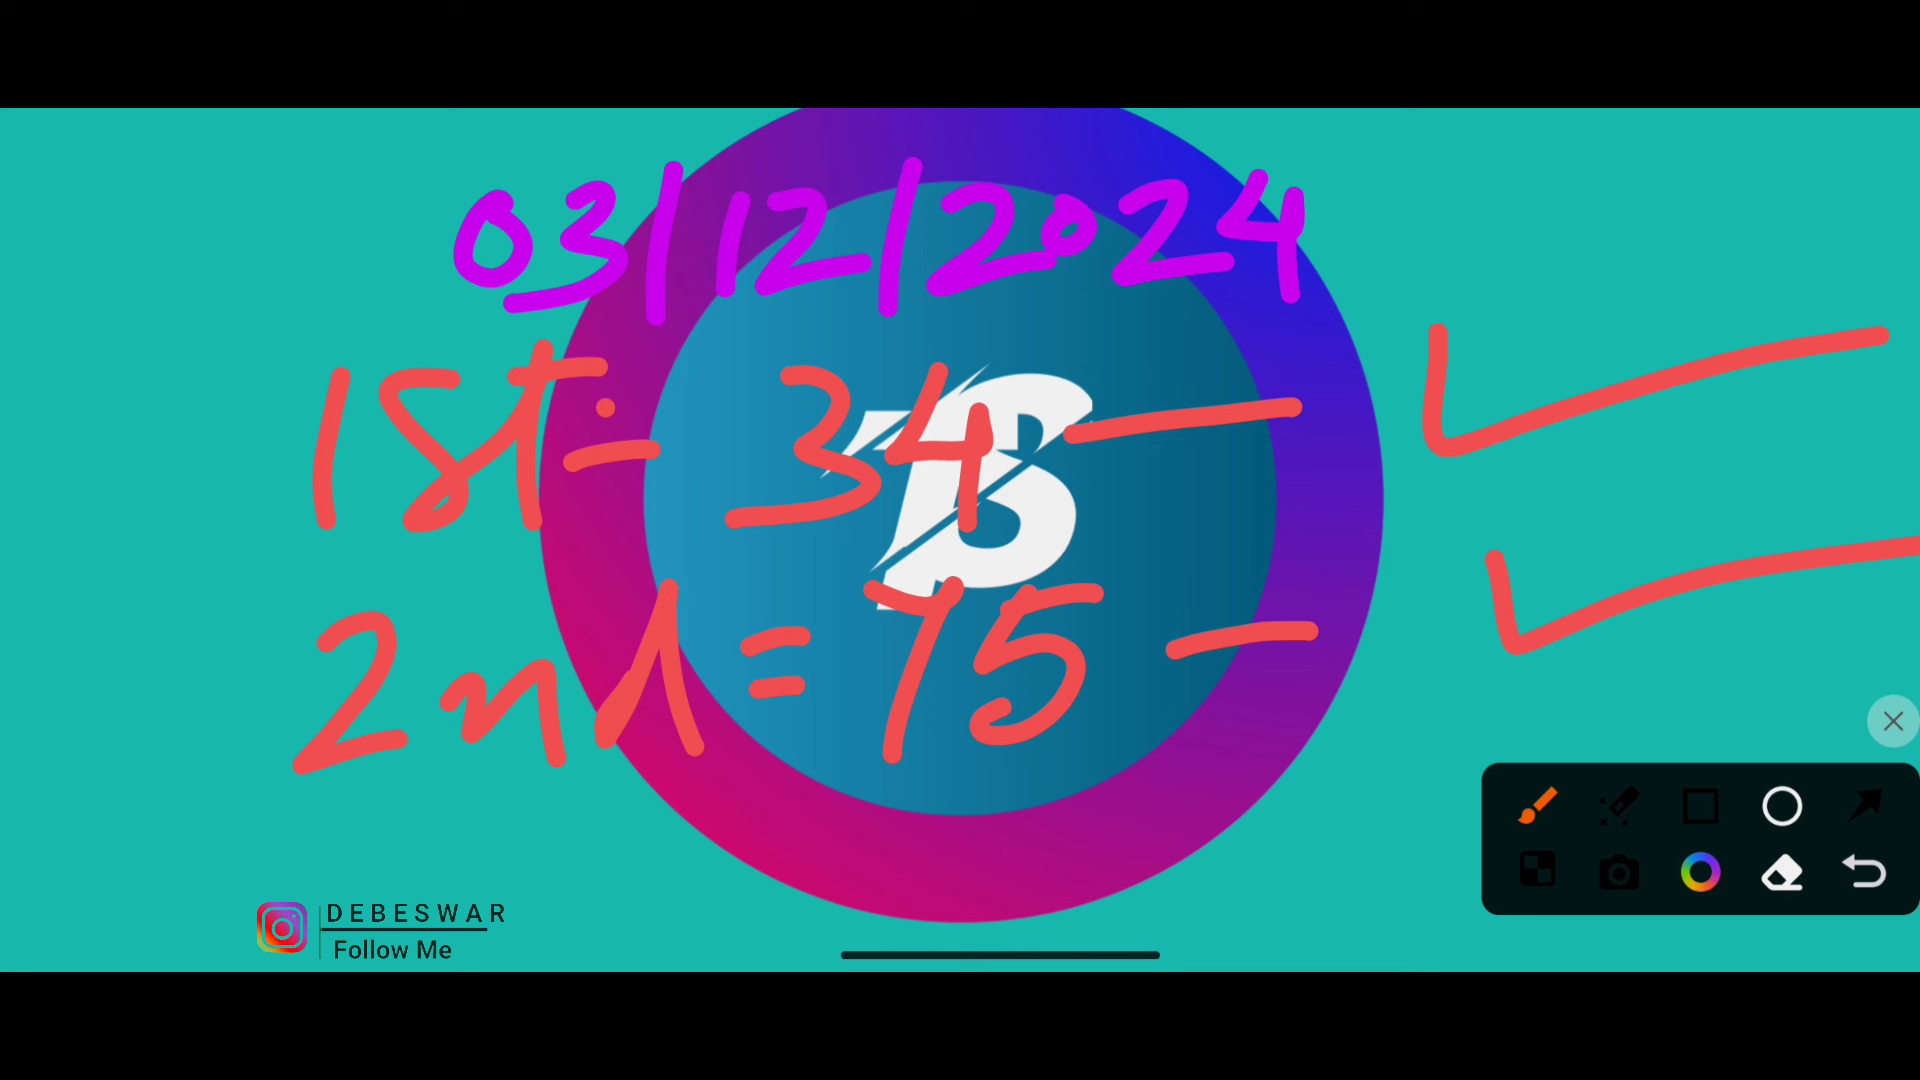 03/12/2024
1st = 34 —
2nd = 75 —
B
DEBESWAR
Follow Me